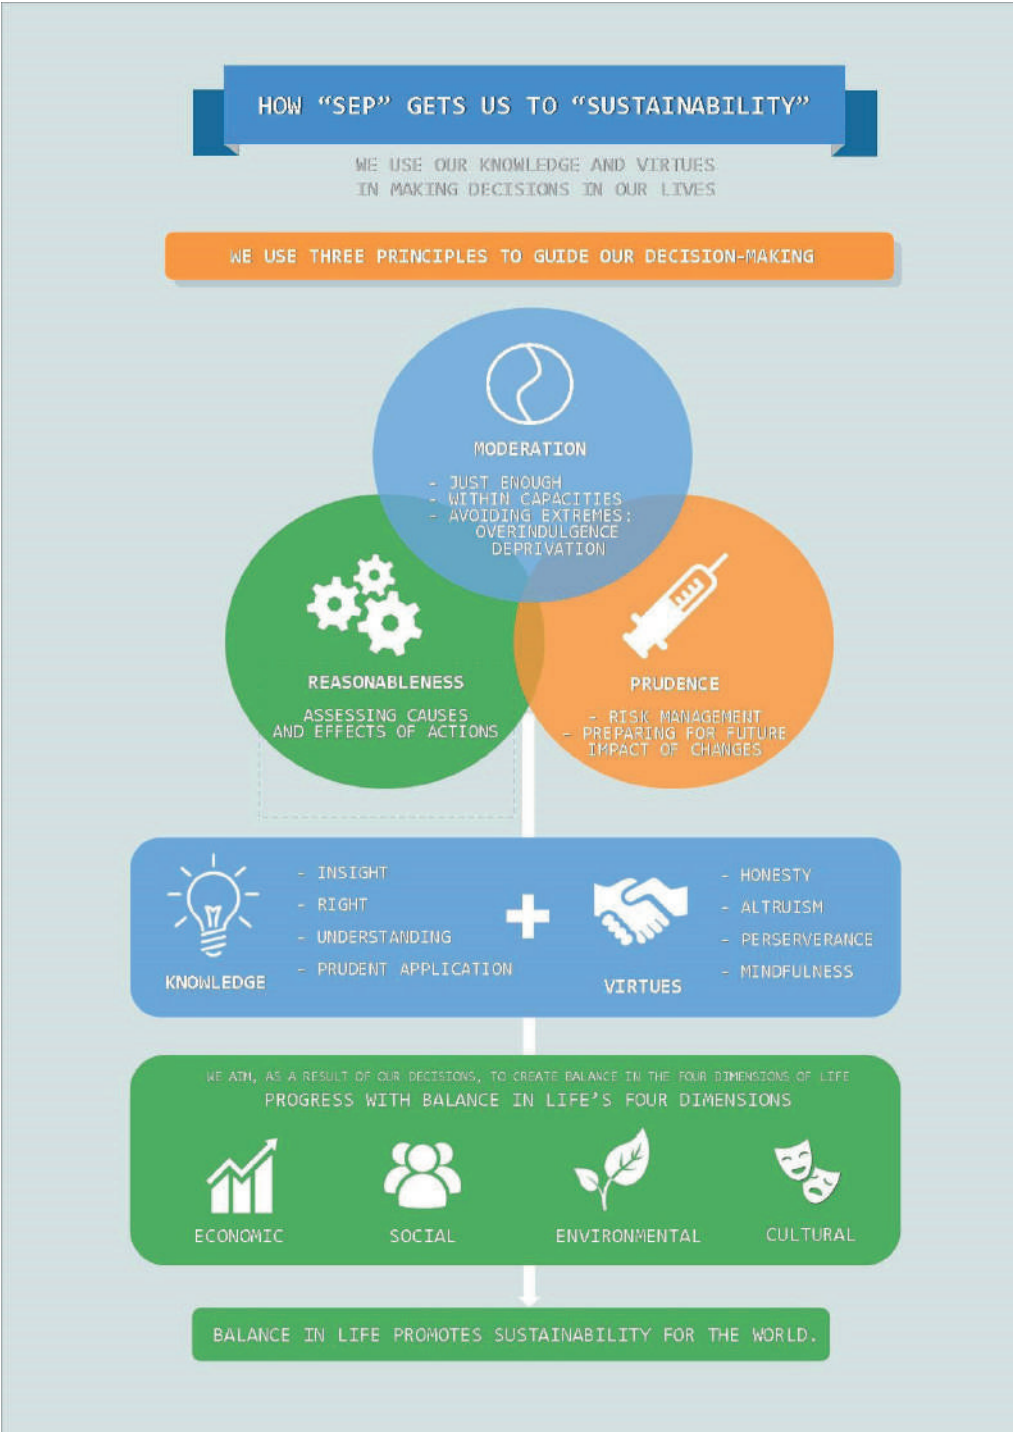 HOW “SEP” GETS US TO “SUSTAINABILITY”
WE USE OUR KNOWLEDGE AND VIRTUES
IN MAKING DECISIONS IN OUR LIVES
WE USE THREE PRINCIPLES TO GUIDE OUR DECISION-MAKING
MODERATION
- JUST ENOUGH
- WITHIN CAPACITIES
- AVOIDING EXTREMES:
OVERINDULGENCE
DEPRIVATION
REASONABLENESS
ASSESSING CAUSES
AND EFFECTS OF ACTIONS
PRUDENCE
- RISK MANAGEMENT
- PREPARING FOR FUTURE
IMPACT OF CHANGES
KNOWLEDGE
- INSIGHT
- RIGHT
- UNDERSTANDING
- PRUDENT APPLICATION
+
VIRTUES
- HONESTY
- ALTRUISM
- PERSERVERANCE
- MINDFULNESS
WE AIM, AS A RESULT OF OUR DECISIONS, TO CREATE BALANCE IN THE FOUR DIMENSIONS OF LIFE
PROGRESS WITH BALANCE IN LIFE’S FOUR DIMENSIONS
ECONOMIC
SOCIAL
ENVIRONMENTAL
CULTURAL
BALANCE IN LIFE PROMOTES SUSTAINABILITY FOR THE WORLD.